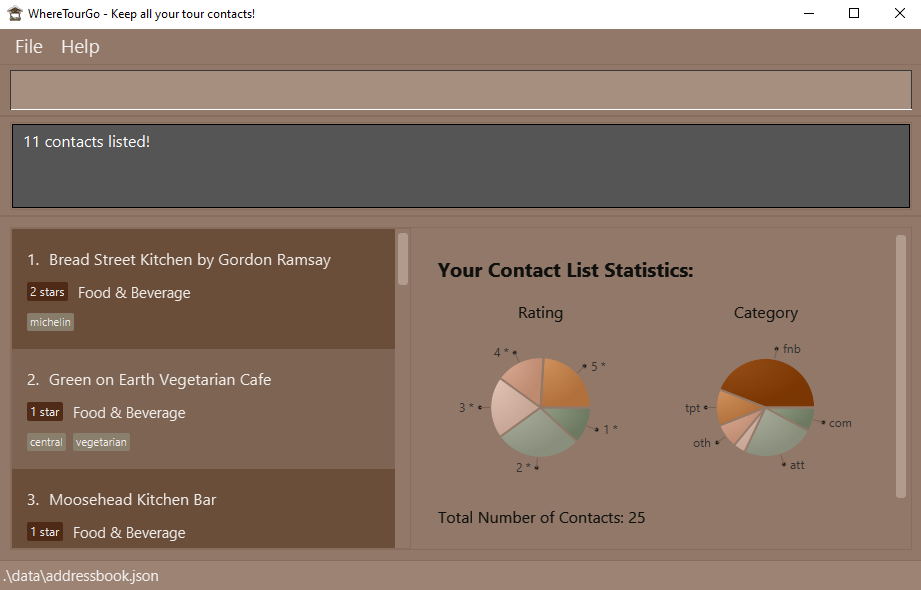 WhereTourGo - Keep all your tour contacts!
File Help
11 contacts listed!
1. Bread Street Kitchen by Gordon Ramsay
2 stars Food & Beverage
michelin
2. Green on Earth Vegetarian Cafe
1 star Food & Beverage
central vegetarian
3. Moosehead Kitchen Bar
1 star Food & Beverage
Your Contact List Statistics:
Rating
4 *
5 *
3 *
1 *
2 *
Category
fnb
tpt
com
oth
att
Total Number of Contacts: 25
.\data\addressbook.json